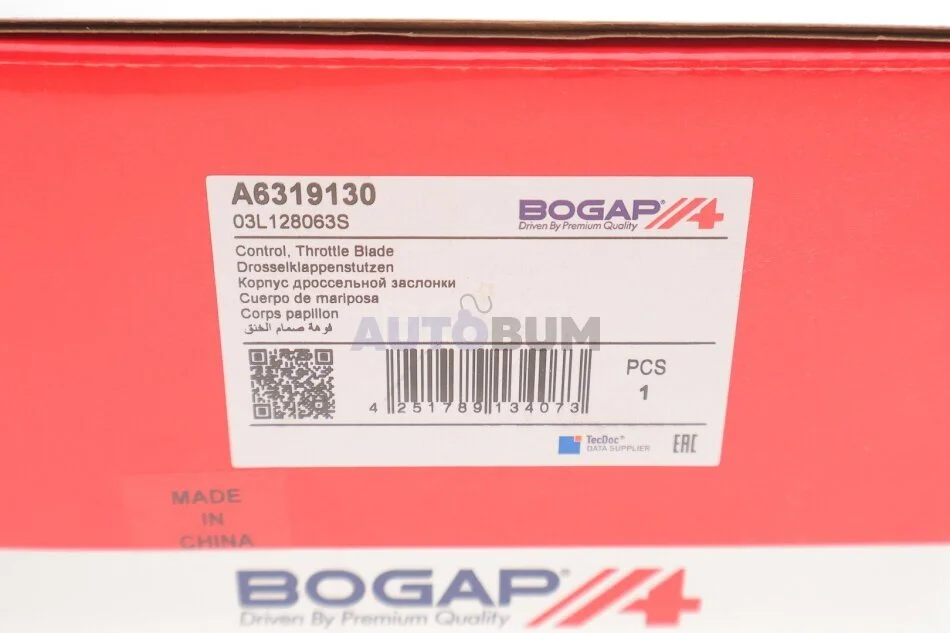 A6319130
03L128063S
BOGAP®
Driven By Premium Quality
Control, Throttle Blade
Drosselklappenstutzen
Корпус дроссельной заслонки
Cuerpo de mariposa
Corps papillon
فوهة صمام الخنق
AUTOBUM
4 251789 134073
PCS
1
TecDoc®
DATA SUPPLIER
EAC
MADE
IN
CHINA
BOGAP®
Driven By Premium Quality